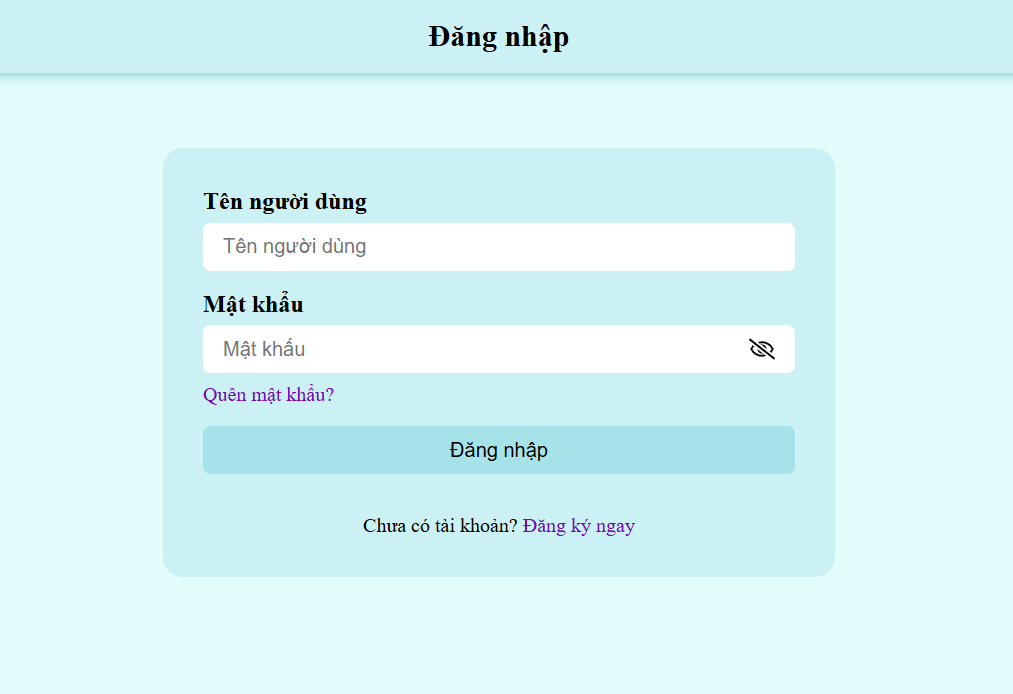 Đăng nhập
Tên người dùng
Tên người dùng
Mật khẩu
Mật khẩu
Quên mật khẩu?
Đăng nhập
Chưa có tài khoản? Đăng ký ngay